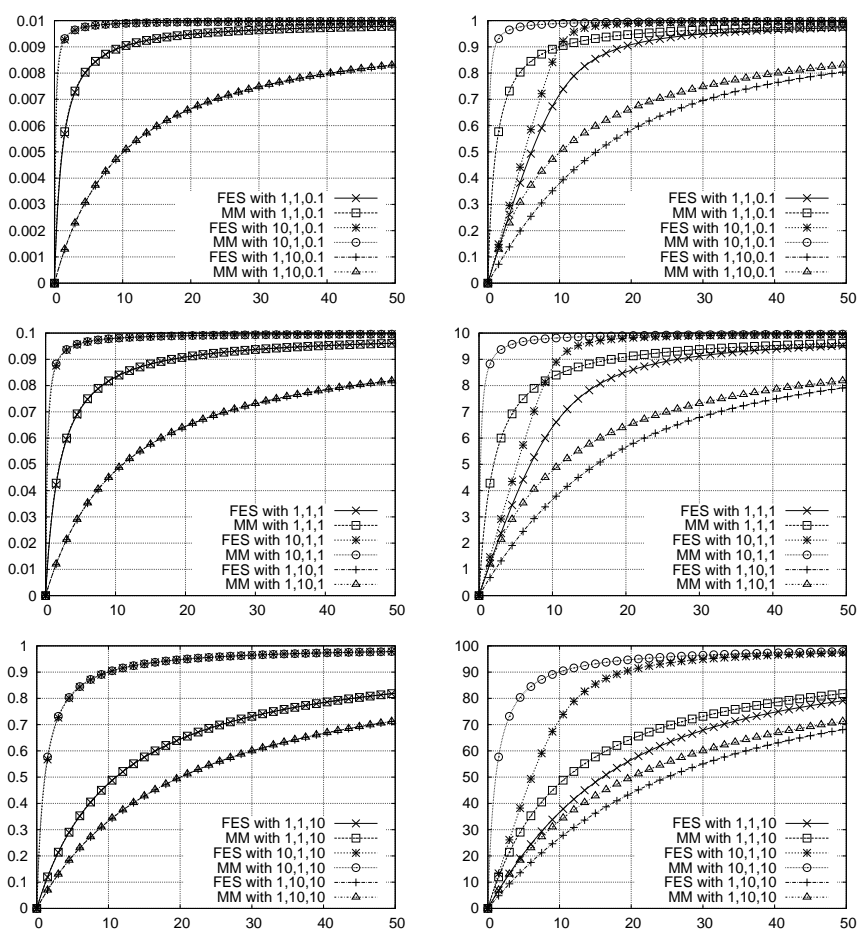 0.01
0.009
0.008
0.007
0.006
0.005
0.004
0.003
0.002
0.001
0
0 10 20 30 40 50
FES with 1,1,0.1
MM with 1,1,0.1
FES with 10,1,0.1
MM with 10,1,0.1
FES with 1,10,0.1
MM with 1,10,0.1
1
0.9
0.8
0.7
0.6
0.5
0.4
0.3
0.2
0.1
0
0 10 20 30 40 50
FES with 1,1,0.1
MM with 1,1,0.1
FES with 10,1,0.1
MM with 10,1,0.1
FES with 1,10,0.1
MM with 1,10,0.1
0.1
0.09
0.08
0.07
0.06
0.05
0.04
0.03
0.02
0.01
0
0 10 20 30 40 50
FES with 1,1,1
MM with 1,1,1
FES with 10,1,1
MM with 10,1,1
FES with 1,10,1
MM with 1,10,1
10
9
8
7
6
5
4
3
2
1
0
0 10 20 30 40 50
FES with 1,1,1
MM with 1,1,1
FES with 10,1,1
MM with 10,1,1
FES with 1,10,1
MM with 1,10,1
1
0.9
0.8
0.7
0.6
0.5
0.4
0.3
0.2
0.1
0
0 10 20 30 40 50
FES with 1,1,10
MM with 1,1,10
FES with 10,1,10
MM with 10,1,10
FES with 1,10,10
MM with 1,10,10
100
90
80
70
60
50
40
30
20
10
0
0 10 20 30 40 50
FES with 1,1,10
MM with 1,1,10
FES with 10,1,10
MM with 10,1,10
FES with 1,10,10
MM with 1,10,10